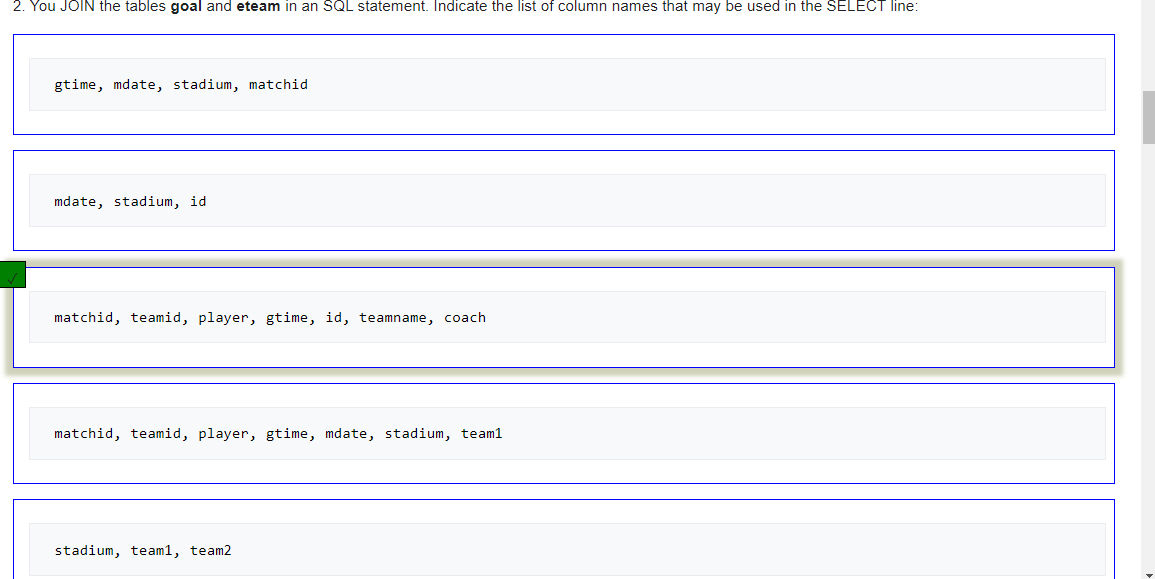 2. You JOIN the tables goal and eteam in an SQL statement. Indicate the list of column names that may be used in the SELECT line:
gtime, mdate, stadium, matchid
mdate, stadium, id
matchid, teamid, player, gtime, id, teamname, coach
matchid, teamid, player, gtime, mdate, stadium, team1
stadium, team1, team2